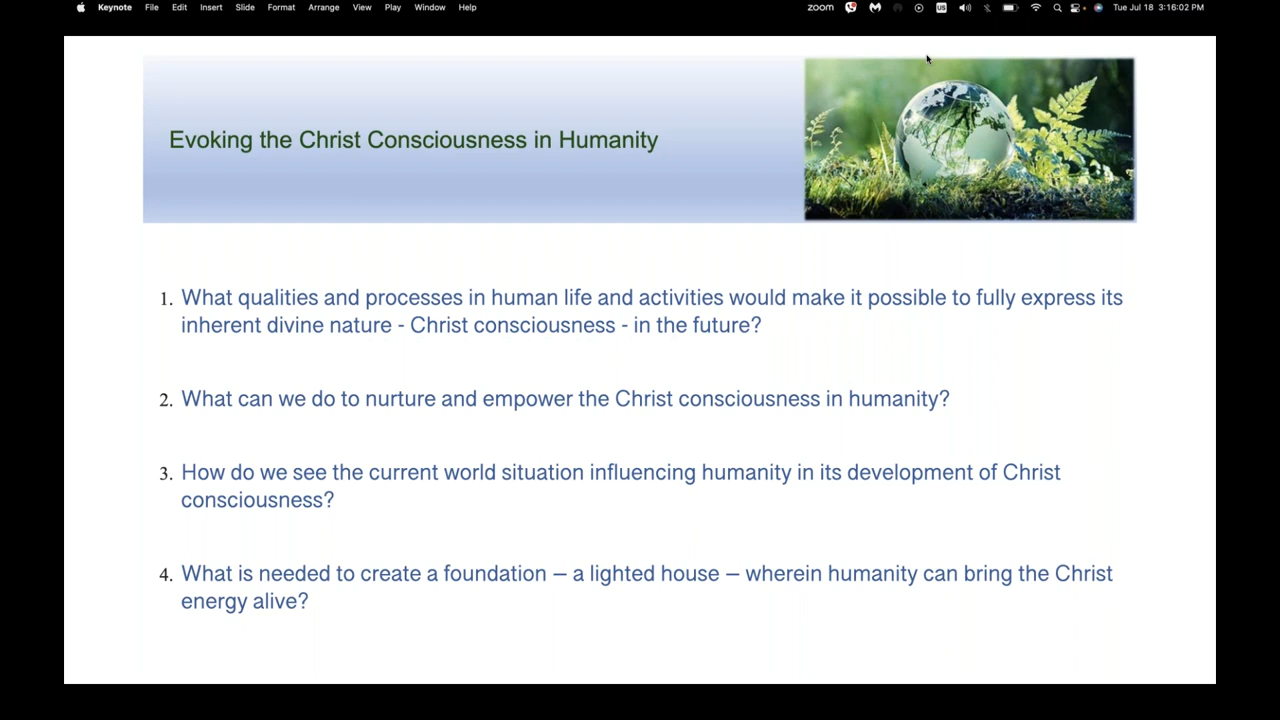 Keynote File Edit Insert Slide Format Arrange View Play Window Help zoom US Tue Jul 18 3:16:02 PM
Evoking the Christ Consciousness in Humanity
1. What qualities and processes in human life and activities would make it possible to fully express its
inherent divine nature - Christ consciousness - in the future?
2. What can we do to nurture and empower the Christ consciousness in humanity?
3. How do we see the current world situation influencing humanity in its development of Christ
consciousness?
4. What is needed to create a foundation – a lighted house – wherein humanity can bring the Christ
energy alive?